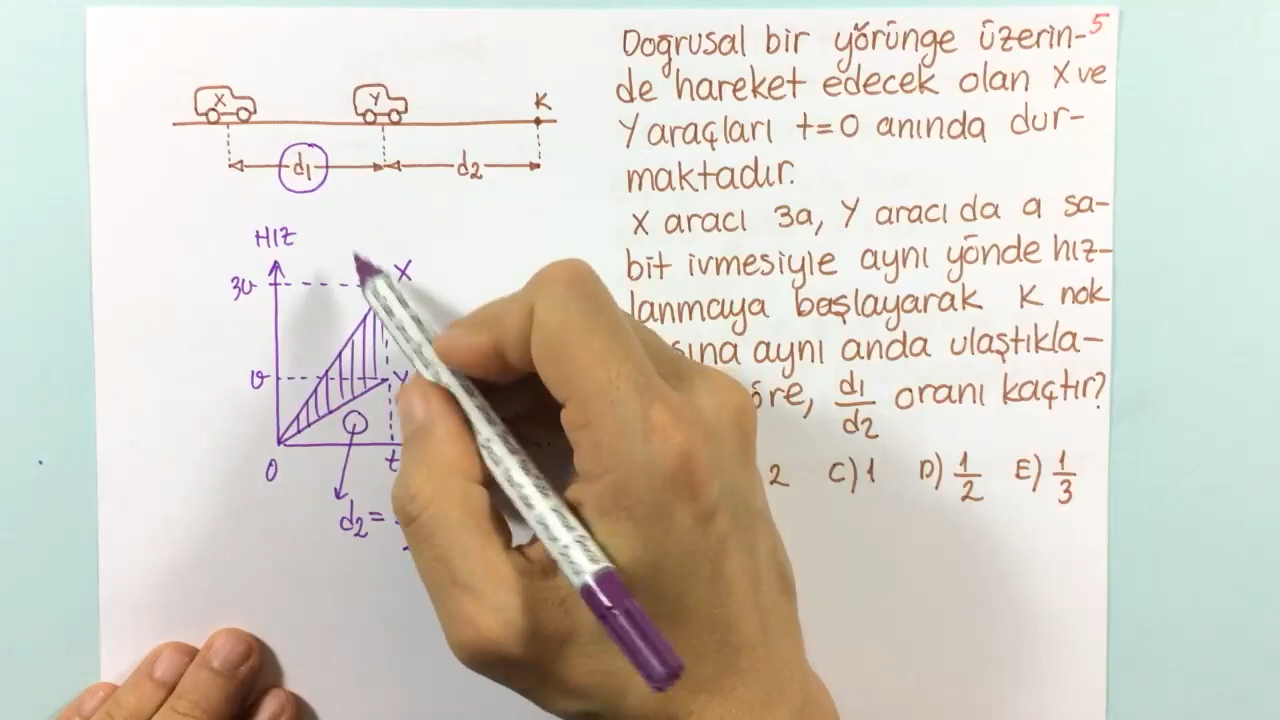 X
Y
K
d1
d2
HIZ
3v
X
v
Y
0
t
d2=
5
Doğrusal bir yörünge üzerin-
de hareket edecek olan X ve
Y araçları t=0 anında dur-
maktadır.
X aracı 3a, Y aracı da a sa-
bit ivmesiyle aynı yönde hız-
lanmaya başlayarak K nok
sına aynı anda ulaştıkla-
öre, d1/d2 oranı kaçtır?
2 C) 1 D) 1/2 E) 1/3